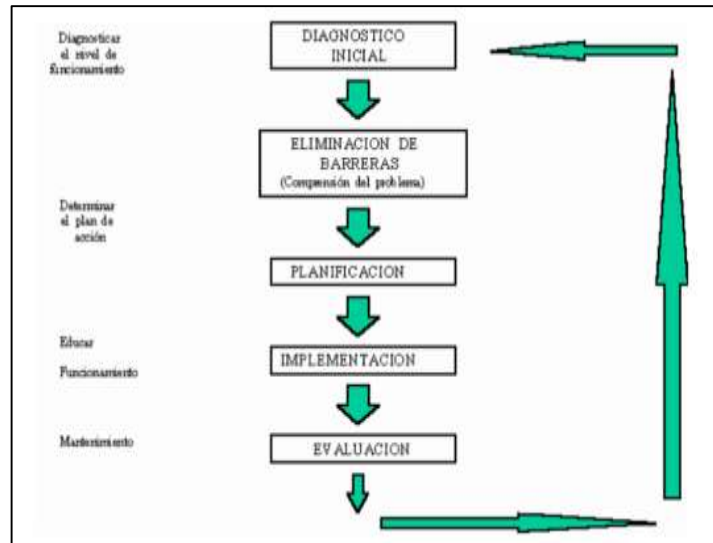 Diagnosticar
el nivel de
funcionamiento
DIAGNOSTICO
INICIAL
ELIMINACION DE
BARRERAS
(Comprensión del problema)
Determinar
el plan de
acción
PLANIFICACION
Educar
Funcionamiento
IMPLEMENTACION
Mantenimiento
EVALUACION